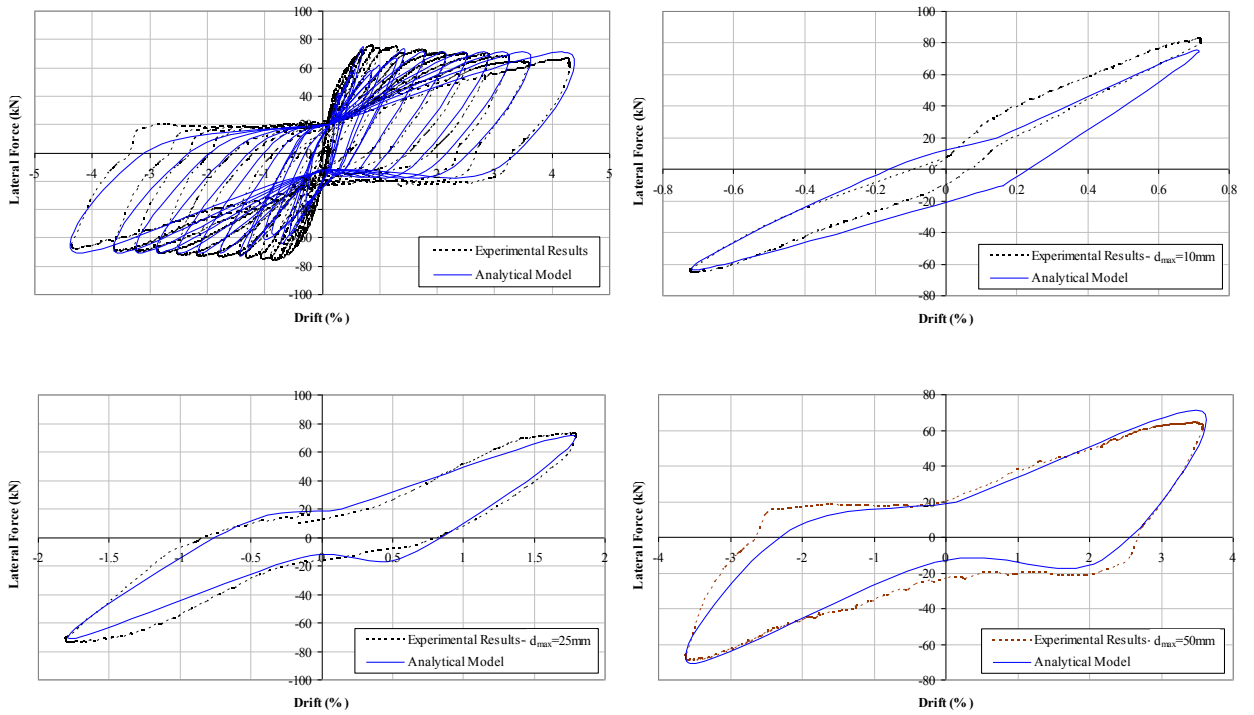 100
80
60
40
20
0
-20
-40
-60
-80
-100
-5 -4 -3 -2 -1 0 1 2 3 4 5
Lateral Force (kN)
Drift (%)
Experimental Results
Analytical Model
100
80
60
40
20
0
-20
-40
-60
-80
-0.8 -0.6 -0.4 -0.2 0 0.2 0.4 0.6 0.8
Lateral Force (kN)
Drift (%)
Experimental Results- dmax=10mm
Analytical Model
100
80
60
40
20
0
-20
-40
-60
-80
-100
-2 -1.5 -1 -0.5 0 0.5 1 1.5 2
Lateral Force (kN)
Drift (%)
Experimental Results- dmax=25mm
Analytical Model
80
60
40
20
0
-20
-40
-60
-80
-4 -3 -2 -1 0 1 2 3 4
Lateral Force (kN)
Drift (%)
Experimental Results- dmax=50mm
Analytical Model